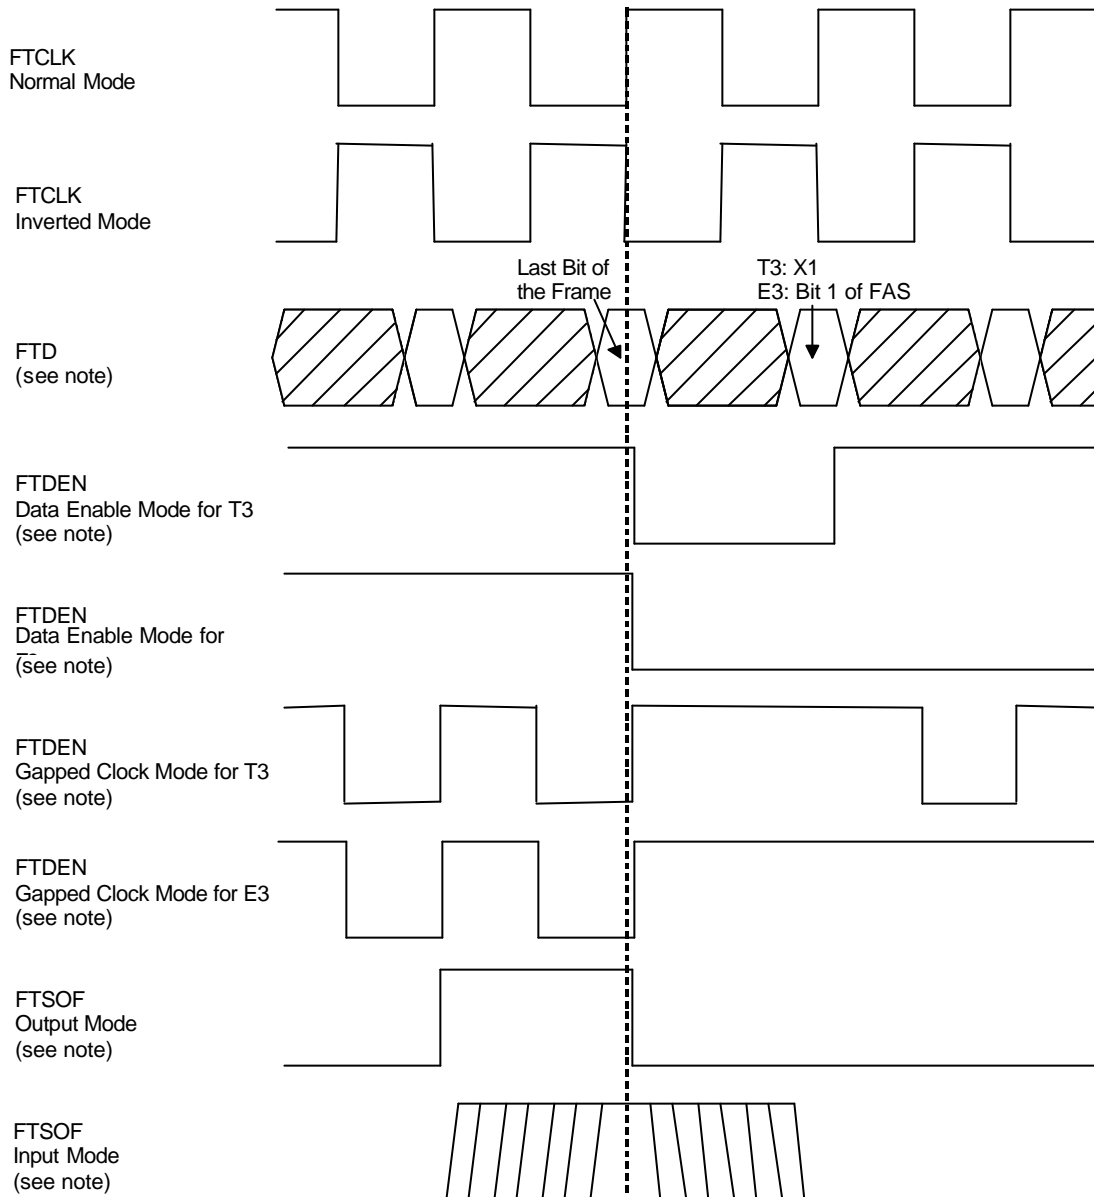 FTCLK
Normal Mode
FTCLK
Inverted Mode
Last Bit of
the Frame
T3: X1
E3: Bit 1 of FAS
FTD
(see note)
FTDEN
Data Enable Mode for T3
(see note)
FTDEN
Data Enable Mode for
(see note)
FTDEN
Gapped Clock Mode for T3
(see note)
FTDEN
Gapped Clock Mode for E3
(see note)
FTSOF
Output Mode
(see note)
FTSOF
Input Mode
(see note)